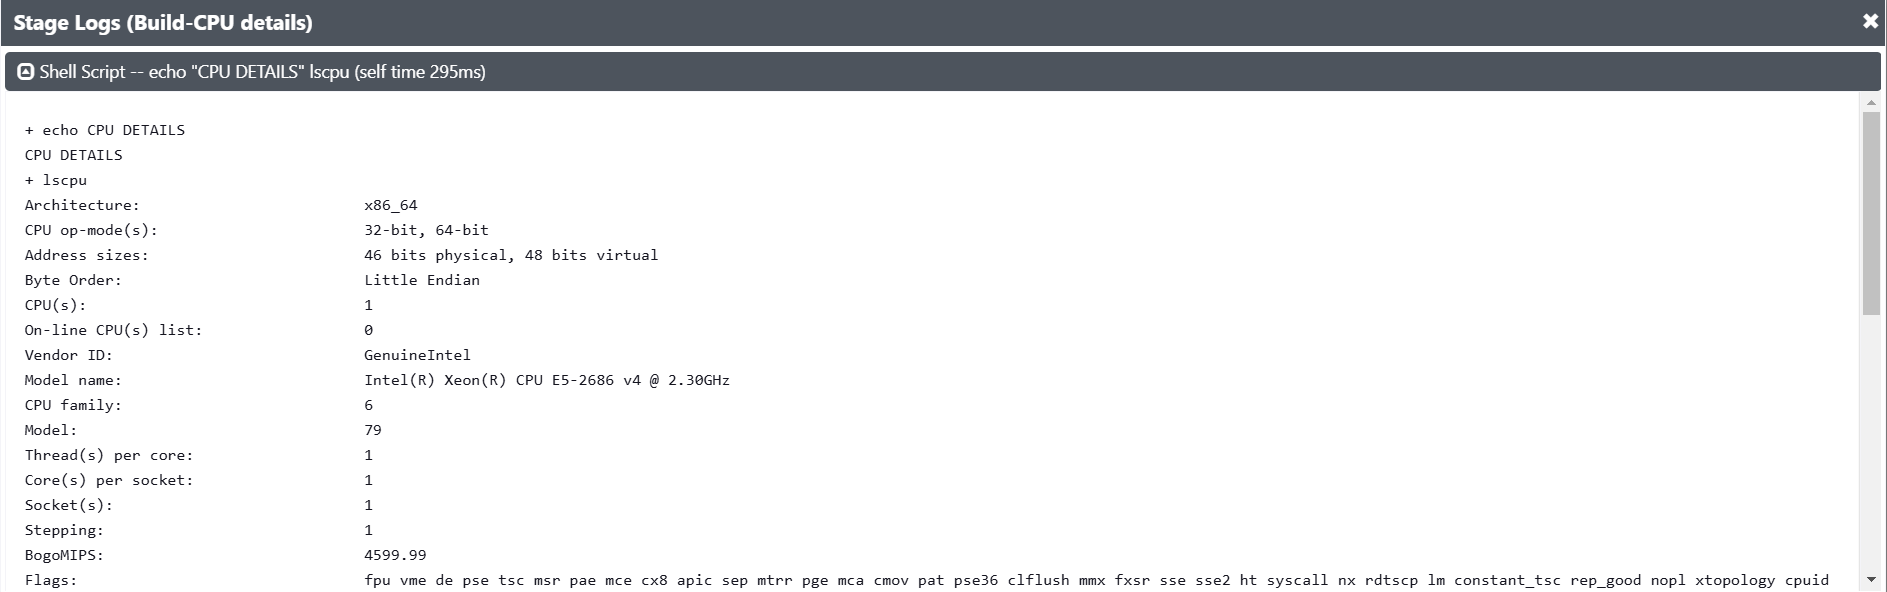 Stage Logs (Build-CPU details)
Shell Script -- echo "CPU DETAILS" lscpu (self time 295ms)
+ echo CPU DETAILS
CPU DETAILS
+ lscpu
Architecture: x86_64
CPU op-mode(s): 32-bit, 64-bit
Address sizes: 46 bits physical, 48 bits virtual
Byte Order: Little Endian
CPU(s): 1
On-line CPU(s) list: 0
Vendor ID: GenuineIntel
Model name: Intel(R) Xeon(R) CPU E5-2686 v4 @ 2.30GHz
CPU family: 6
Model: 79
Thread(s) per core: 1
Core(s) per socket: 1
Socket(s): 1
Stepping: 1
BogoMIPS: 4599.99
Flags: fpu vme de pse tsc msr pae mce cx8 apic sep mtrr pge mca cmov pat pse36 clflush mmx fxsr sse sse2 ht syscall nx rdtscp lm constant_tsc rep_good nopl xtopology cpuid